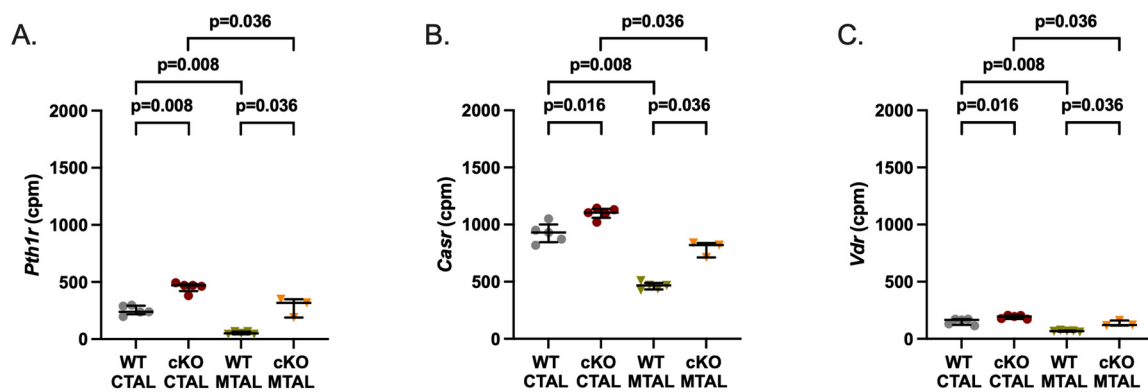 A.
p=0.036
p=0.008
p=0.008 p=0.036
2000
1500
1000
500
0
Pth1r (cpm)
WT CTAL
cKO CTAL
WT MTAL
cKO MTAL
B.
p=0.036
p=0.008
p=0.016 p=0.036
2000
1500
1000
500
0
Casr (cpm)
WT CTAL
cKO CTAL
WT MTAL
cKO MTAL
C.
p=0.036
p=0.008
p=0.016 p=0.036
2000
1500
1000
500
0
Vdr (cpm)
WT CTAL
cKO CTAL
WT MTAL
cKO MTAL